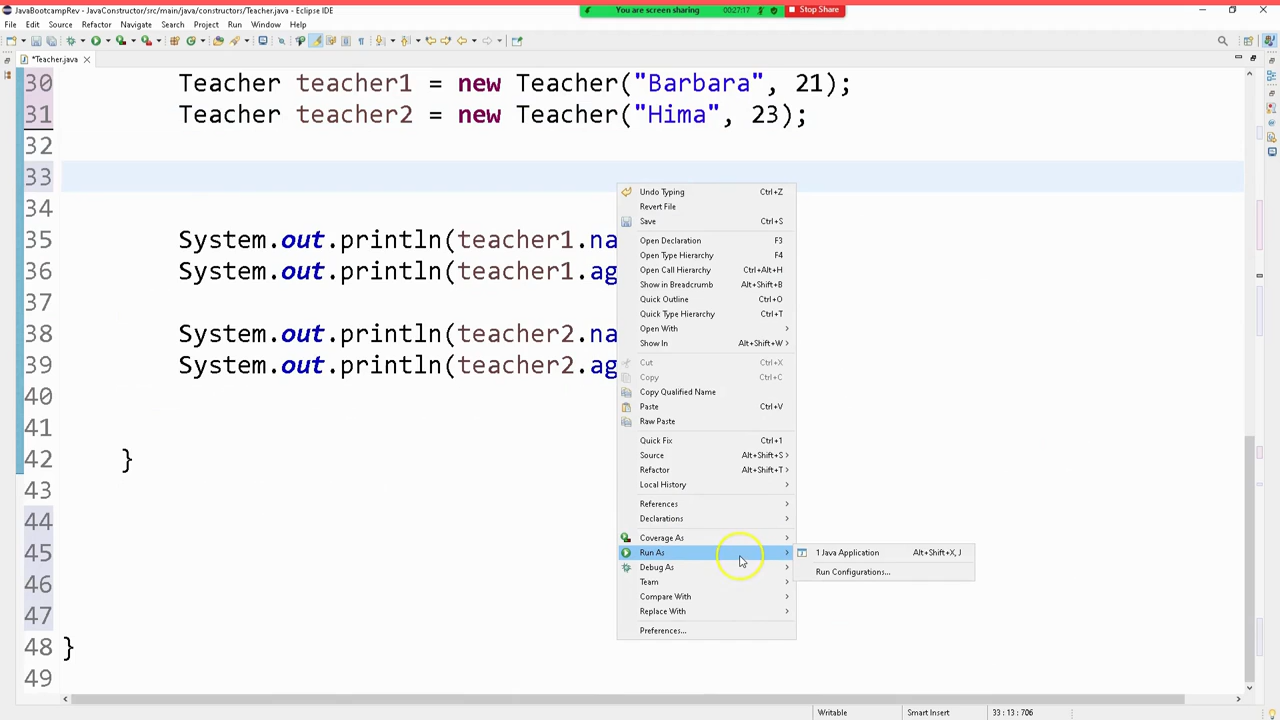 JavaBootcampRev - JavaConstructor/src/main/java/constructors/Teacher.java - Eclipse IDE
You are screen sharing
27:17
Stop Share
File Edit Source Refactor Navigate Search Project Run Window Help
*Teacher.java
30 Teacher teacher1 = new Teacher("Barbara", 21);
31 Teacher teacher2 = new Teacher("Hima", 23);
32
33
34
35 System.out.println(teacher1.na
36 System.out.println(teacher1.ag
37
38 System.out.println(teacher2.na
39 System.out.println(teacher2.ag
40
41
42 }
43
44
45
46
47
48 }
49
Undo Typing Ctrl+Z
Revert File
Save Ctrl+S
Open Declaration F3
Open Type Hierarchy F4
Open Call Hierarchy Ctrl+Alt+H
Show in Breadcrumb Alt+Shift+B
Quick Outline Ctrl+O
Quick Type Hierarchy Ctrl+T
Open With
Show In Alt+Shift+W
Cut Ctrl+X
Copy Ctrl+C
Copy Qualified Name
Paste Ctrl+V
Raw Paste
Quick Fix Ctrl+1
Source Alt+Shift+S
Refactor Alt+Shift+T
Local History
References
Declarations
Coverage As
Run As
Debug As
Team
Compare With
Replace With
Preferences...
1 Java Application Alt+Shift+X, J
Run Configurations...
Writable Smart Insert 33 : 13 : 706